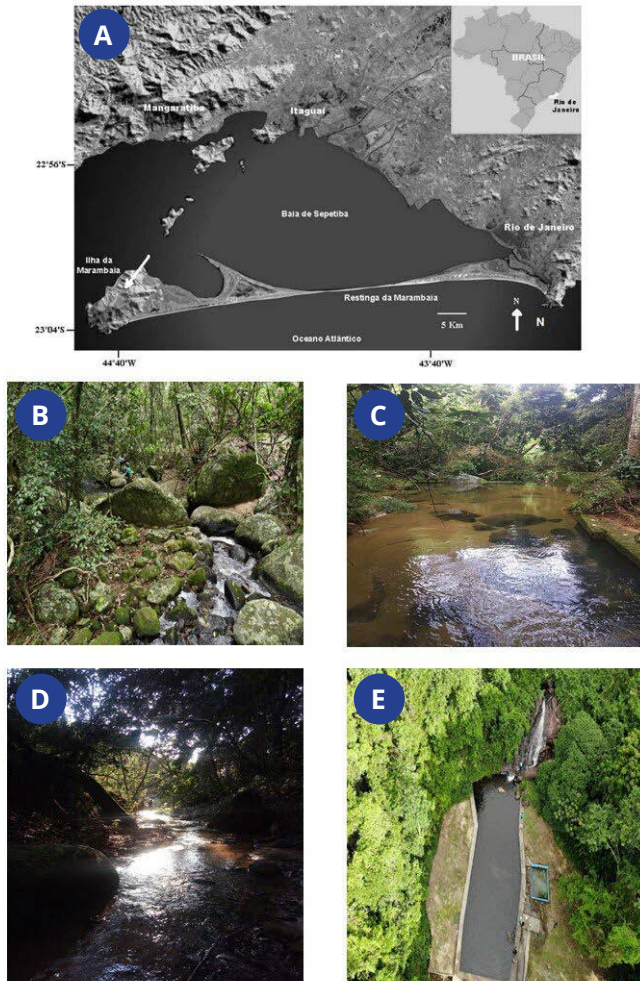 A
BRASIL
Rio de
Janeiro
Mangaratiba
Itaguaí
22°56'S
Baia de Sepetiba
Rio de Janeiro
Ilha da
Marambaia
Restinga da Marambaia
N
N
5 Km
23°04'S
Oceano Atlântico
44°40'W
43°40'W
B
C
D
E